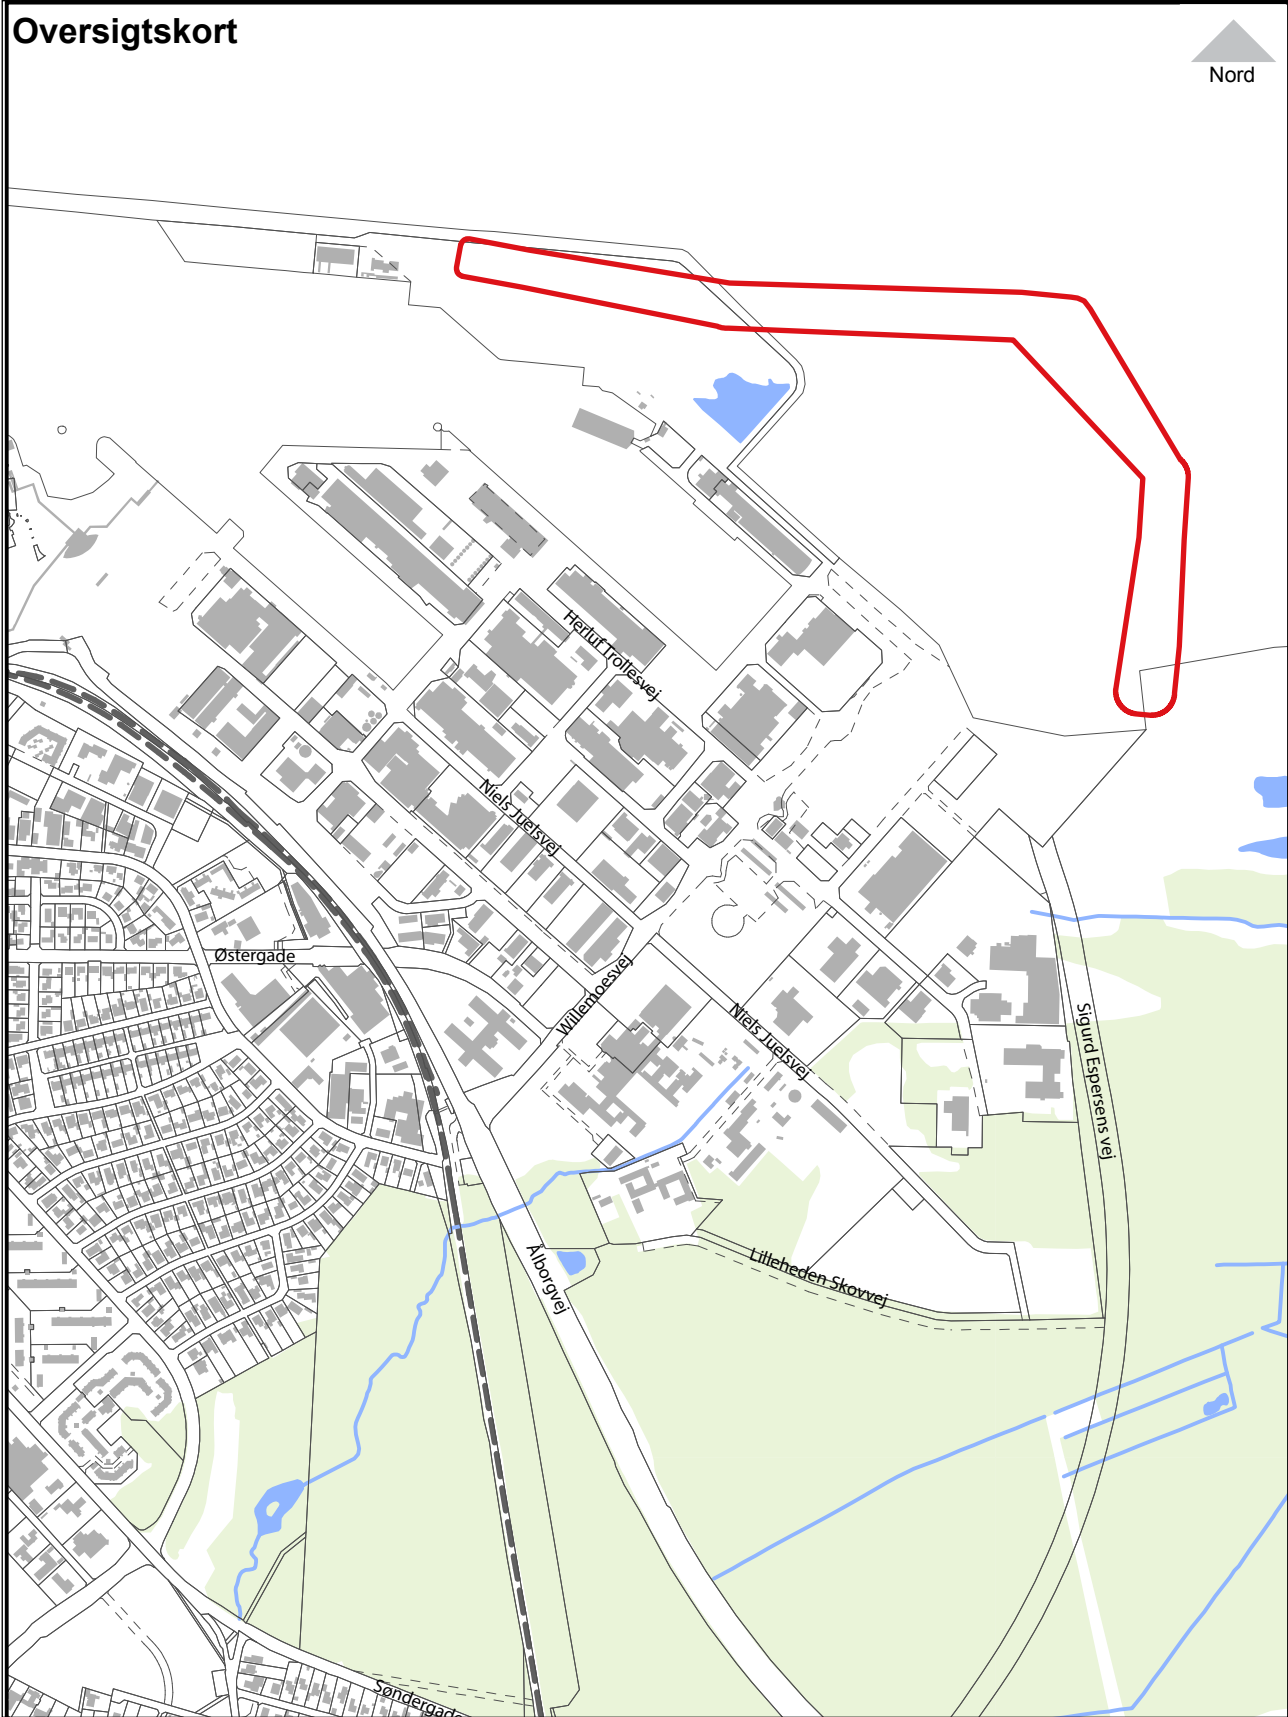 Oversigtskort
Nord
Herluf Trollesvej
Niels Juelsvej
Østergade
Willemoesvej
Niels Juelsvej
Sigurd Espersens vej
Ålborgvej
Lilleheden Skovvej
Søndergade